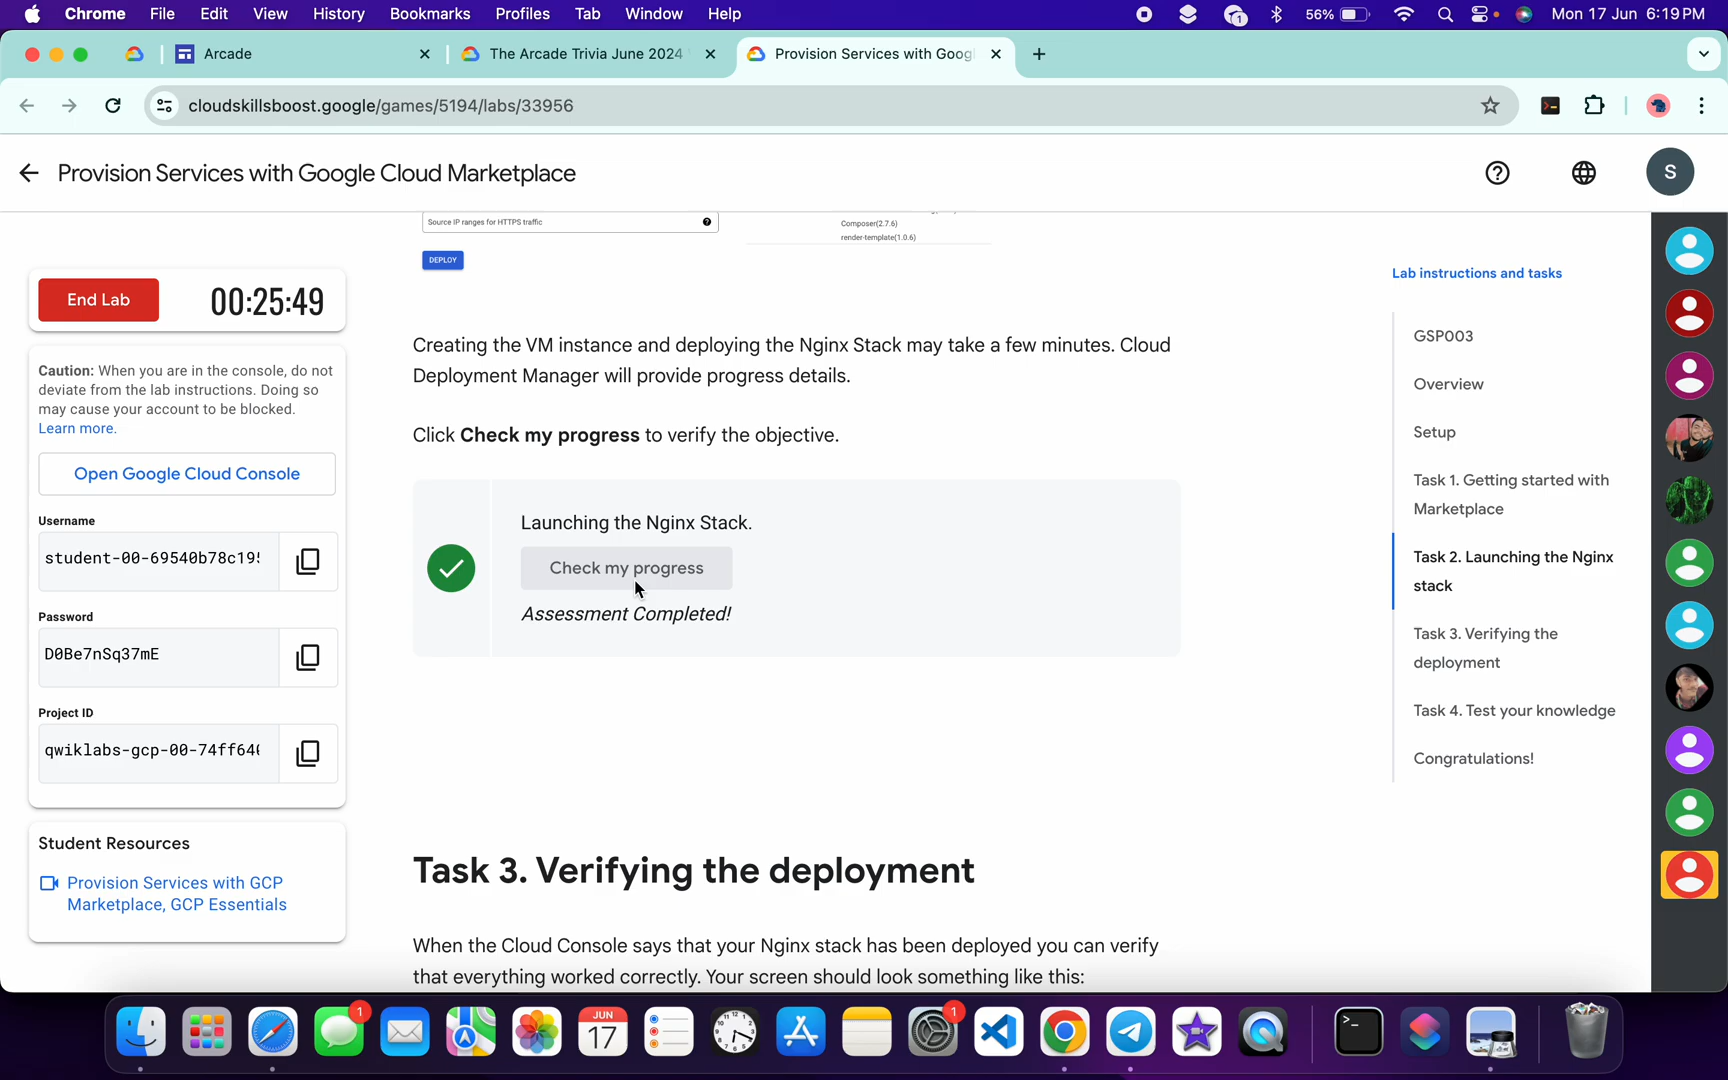 Chrome File Edit View History Bookmarks Profiles Tab Window Help 1 56% Mon 17 Jun 6:19 PM
Arcade The Arcade Trivia June 2024 Provision Services with Goog
cloudskillsboost.google/games/5194/labs/33956
Provision Services with Google Cloud Marketplace S
Source IP ranges for HTTPS traffic
Composer(2.7.6)
render-template(1.0.6)
DEPLOY
End Lab 00:25:49
Caution: When you are in the console, do not
deviate from the lab instructions. Doing so
may cause your account to be blocked.
Learn more.
Open Google Cloud Console
Username
student-00-69540b78c19
Password
D0Be7nSq37mE
Project ID
qwiklabs-gcp-00-74ff64
Student Resources
Provision Services with GCP
Marketplace, GCP Essentials
Creating the VM instance and deploying the Nginx Stack may take a few minutes. Cloud
Deployment Manager will provide progress details.
Click Check my progress to verify the objective.
Launching the Nginx Stack.
Check my progress
Assessment Completed!
Task 3. Verifying the deployment
When the Cloud Console says that your Nginx stack has been deployed you can verify
that everything worked correctly. Your screen should look something like this:
Lab instructions and tasks
GSP003
Overview
Setup
Task 1. Getting started with
Marketplace
Task 2. Launching the Nginx
stack
Task 3. Verifying the
deployment
Task 4. Test your knowledge
Congratulations!
1 JUN 1
17